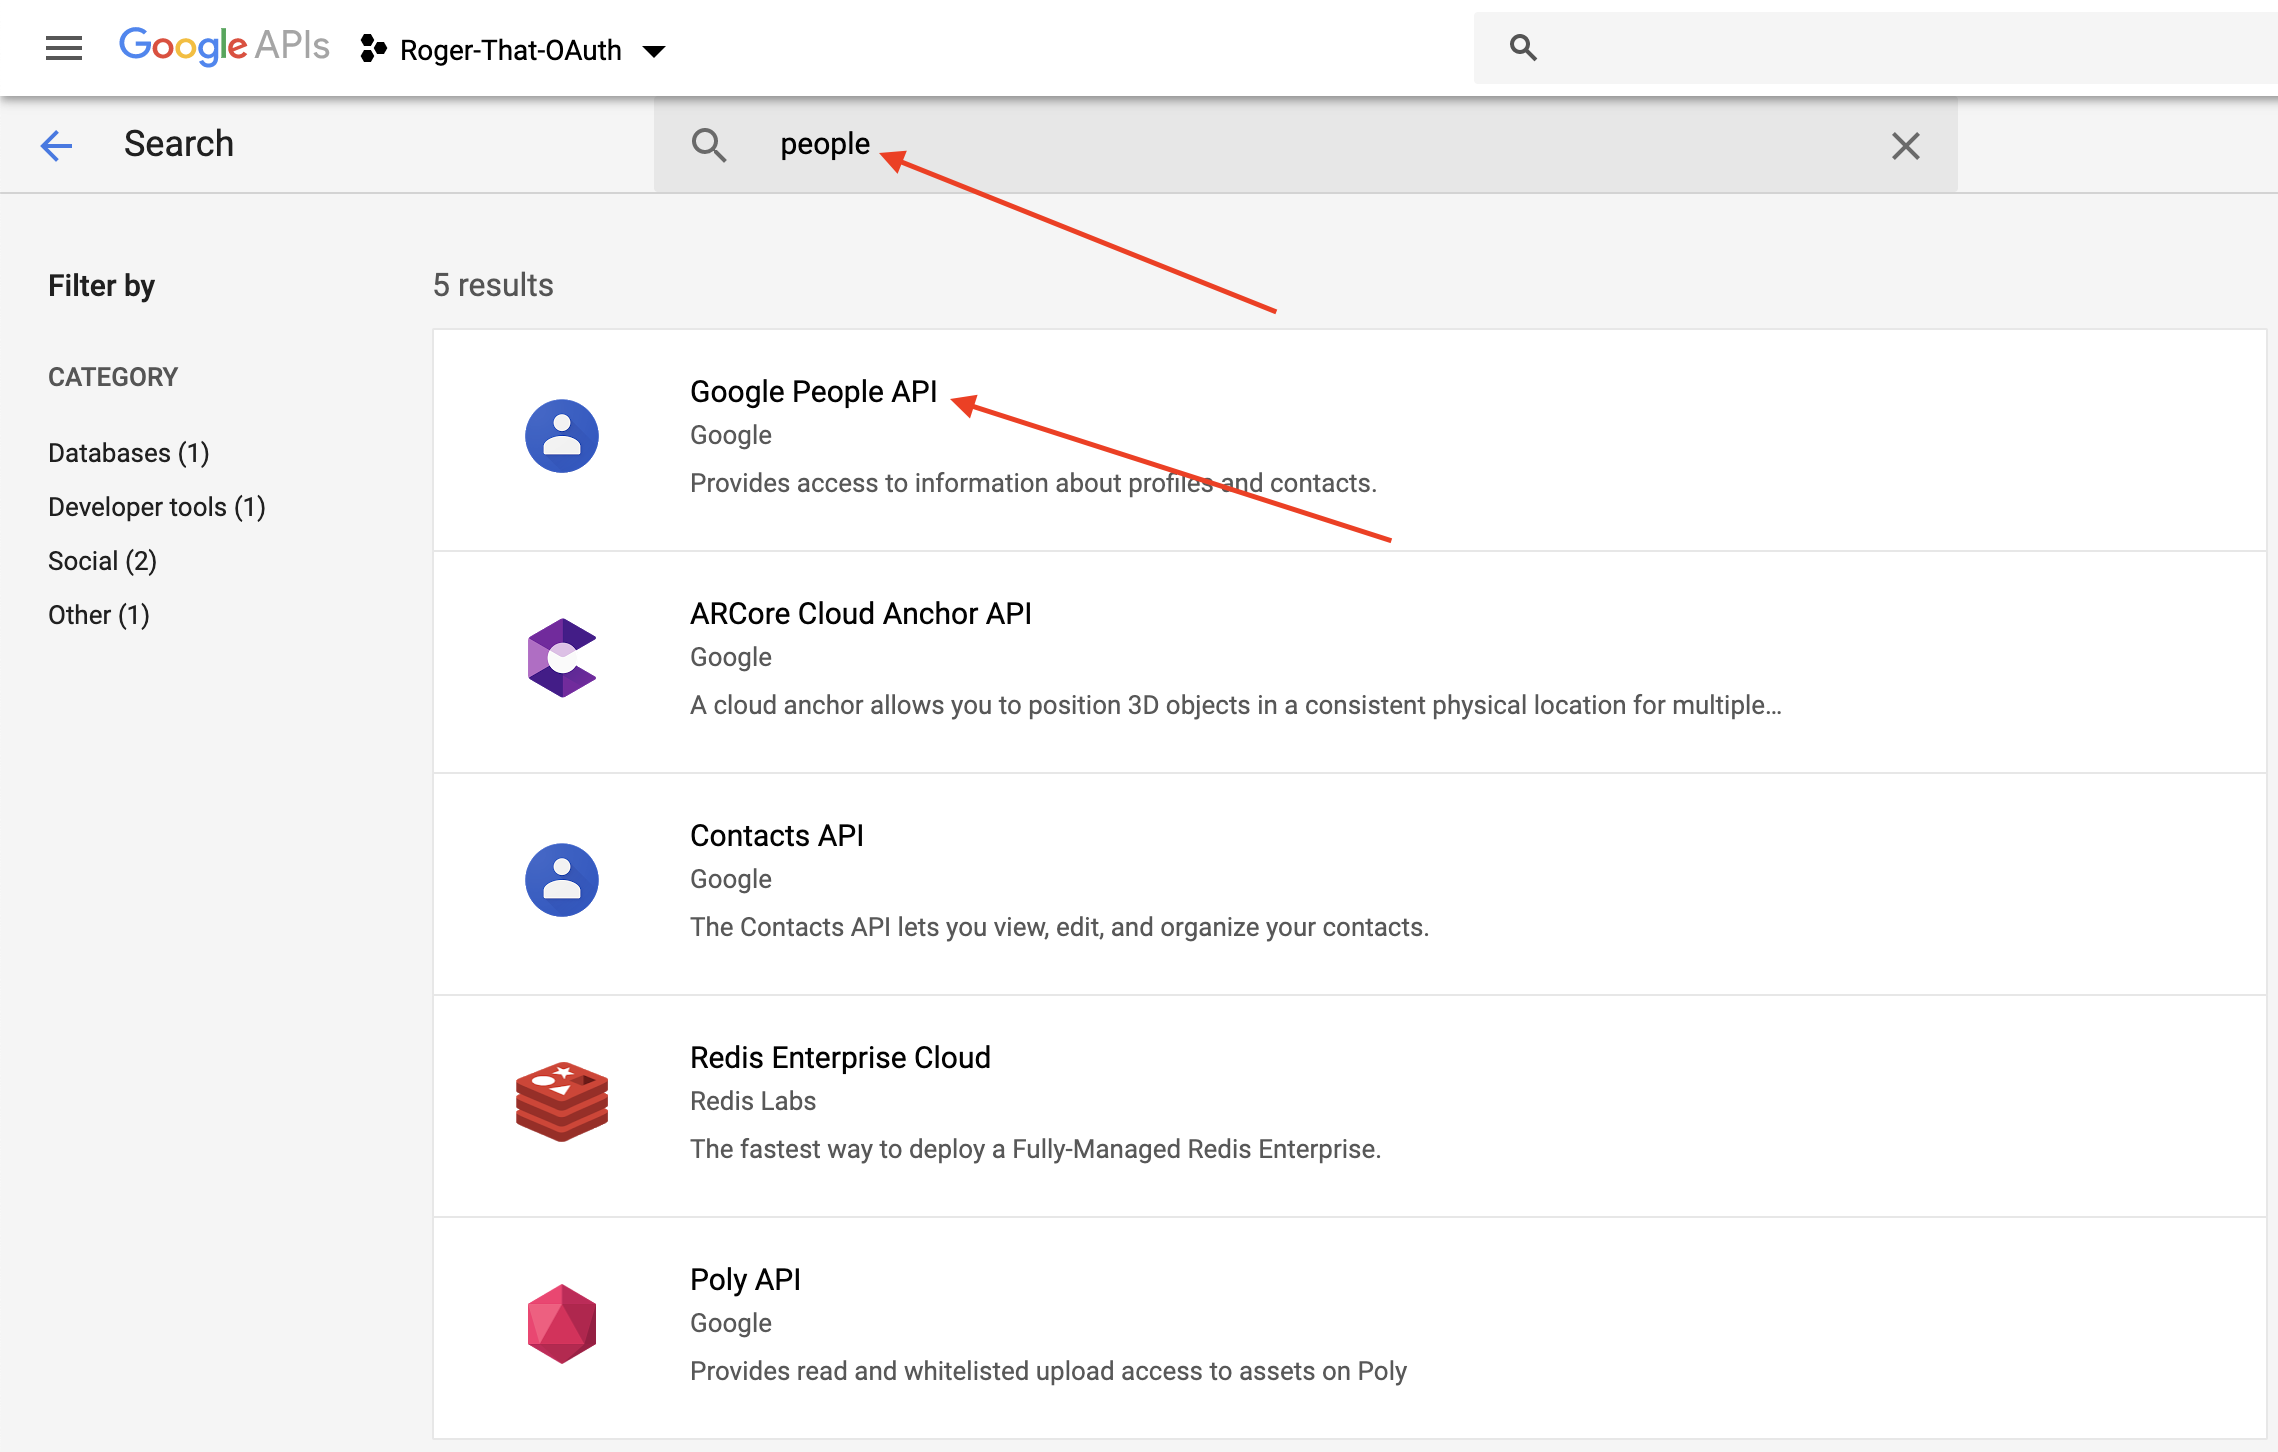 Google APIs Roger-That-OAuth
Search people
Filter by
CATEGORY
Databases (1)
Developer tools (1)
Social (2)
Other (1)
5 results
Google People API
Google
Provides access to information about profiles and contacts.
ARCore Cloud Anchor API
Google
A cloud anchor allows you to position 3D objects in a consistent physical location for multiple…
Contacts API
Google
The Contacts API lets you view, edit, and organize your contacts.
Redis Enterprise Cloud
Redis Labs
The fastest way to deploy a Fully-Managed Redis Enterprise.
Poly API
Google
Provides read and whitelisted upload access to assets on Poly